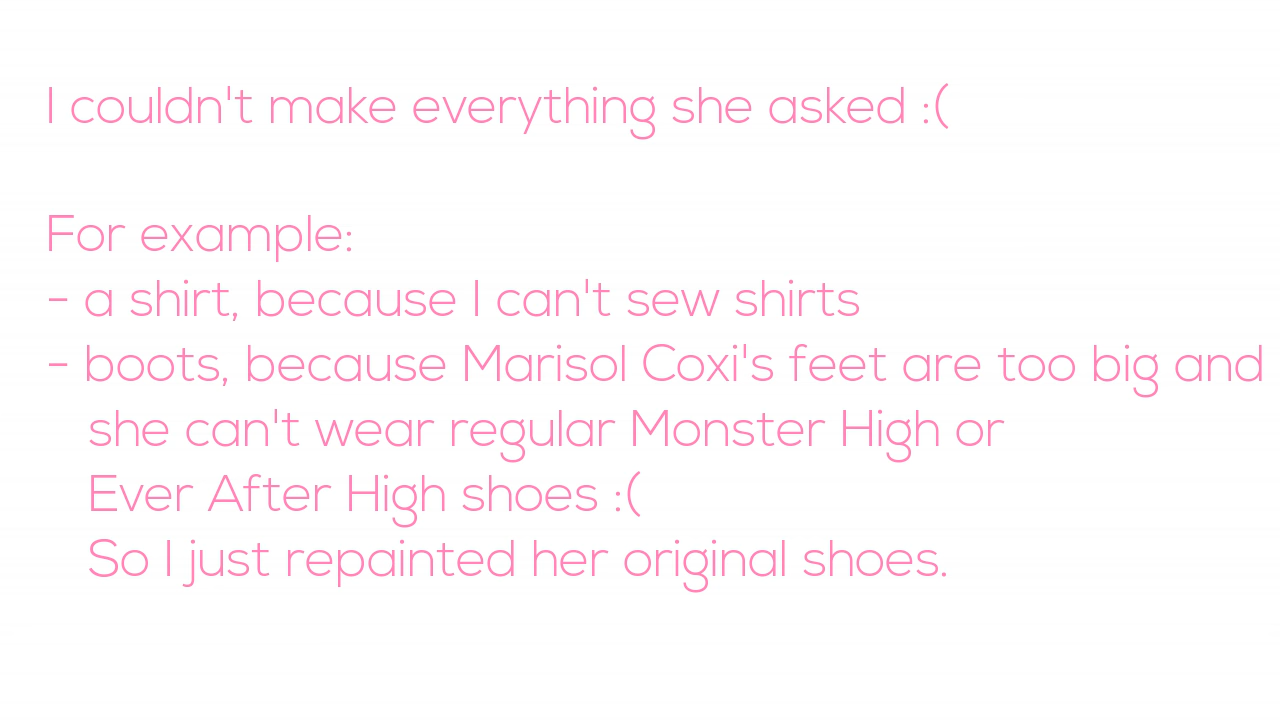 I couldn't make everything she asked :(
For example:
- a shirt, because I can't sew shirts
- boots, because Marisol Coxi's feet are too big and
she can't wear regular Monster High or
Ever After High shoes :(
So I just repainted her original shoes.